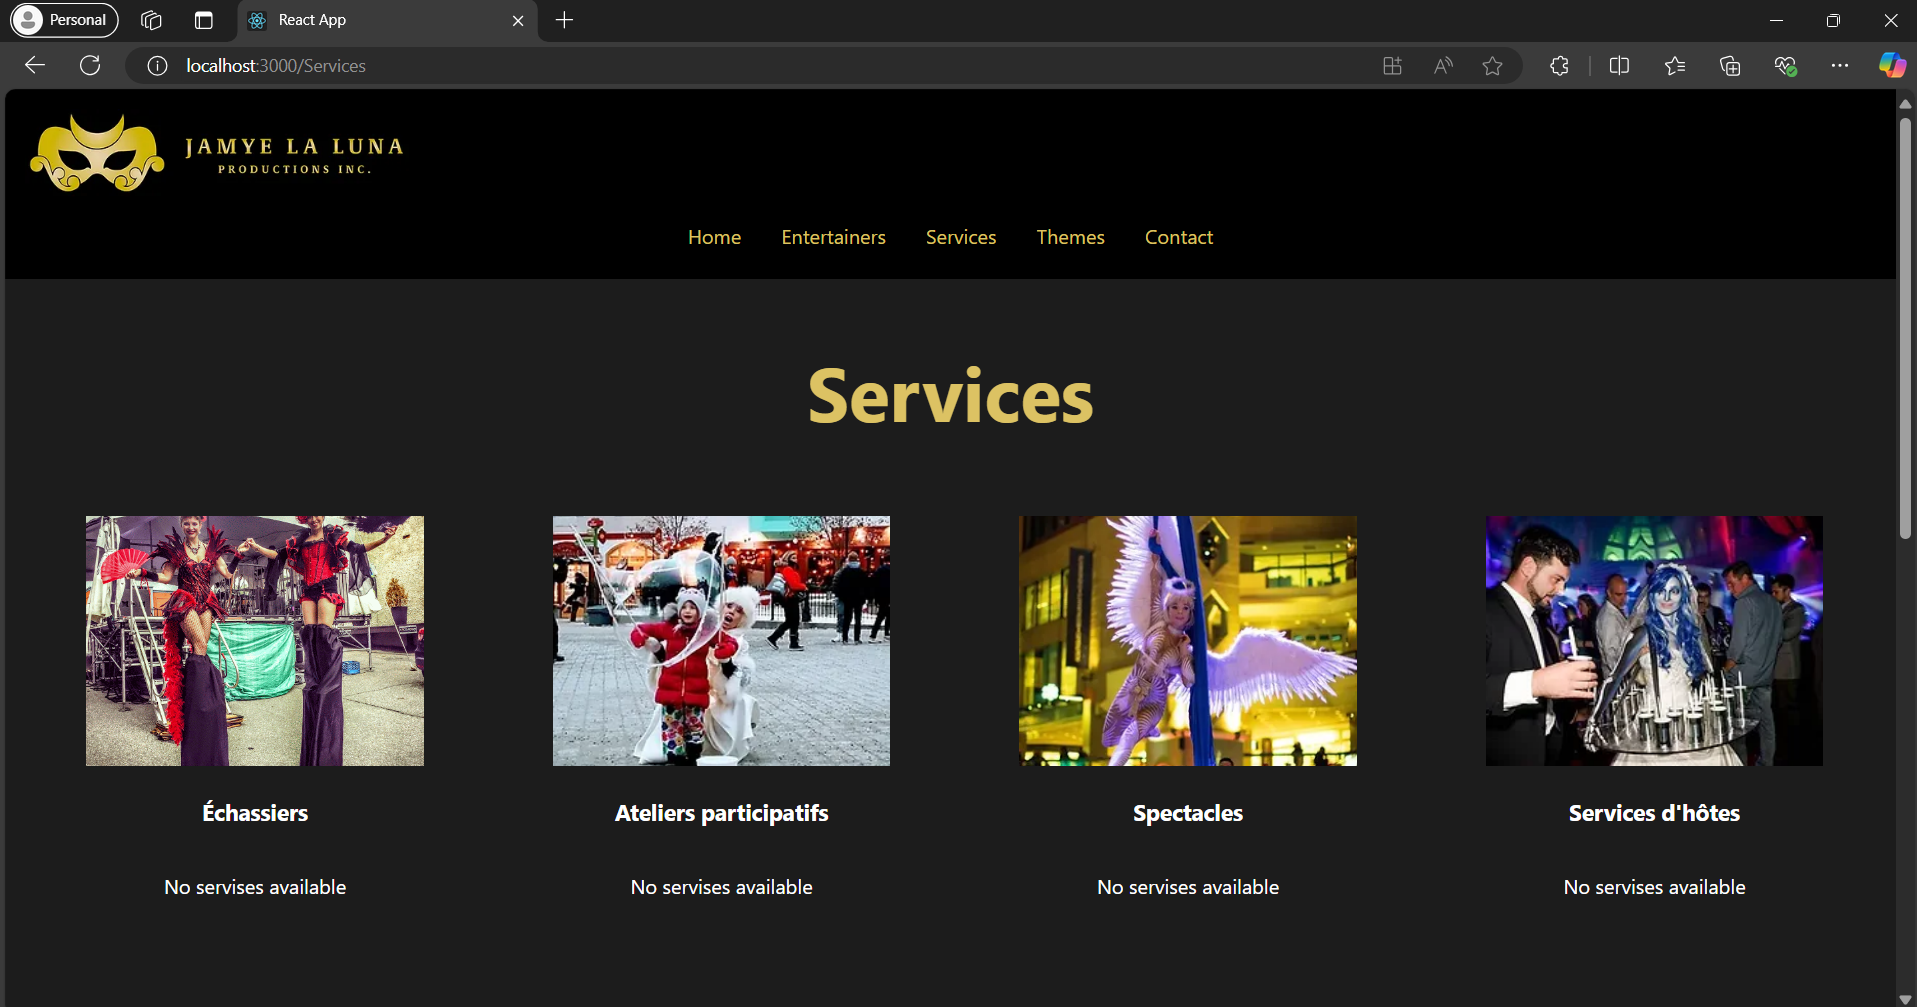 Personal
React App
localhost:3000/Services
JAMYE LA LUNA
PRODUCTIONS INC.
Home Entertainers Services Themes Contact
Services
Échassiers Ateliers participatifs Spectacles Services d'hôtes
No servises available No servises available No servises available No servises available